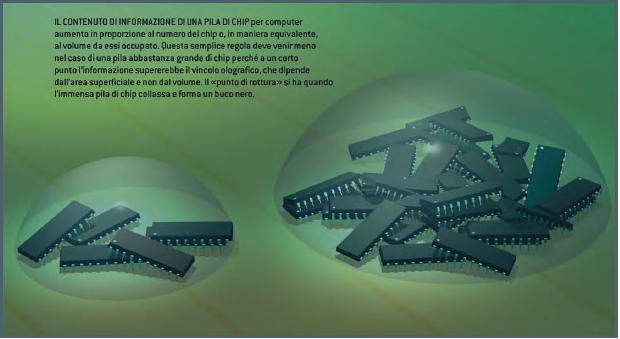 IL CONTENUTO DI INFORMAZIONE DI UNA PILA DI CHIP per computer
aumenta in proporzione al numero dei chip o, in maniera equivalente,
al volume da essi occupato. Questa semplice regola deve venir meno
nel caso di una pila abbastanza grande di chip perché a un certo
punto l'informazione supererebbe il vincolo olografico, che dipende
dall'area superficiale e non dal volume. Il «punto di rottura» si ha quando
l'immensa pila di chip collassa e forma un buco nero.